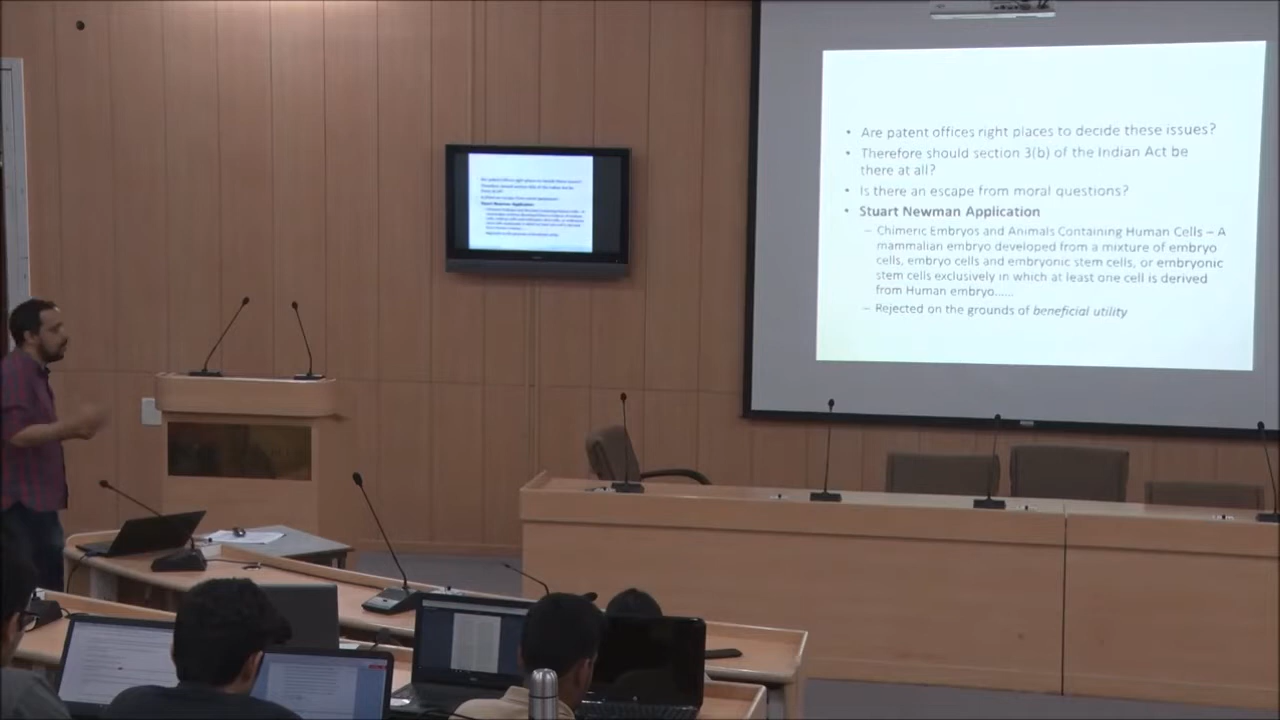 • Are patent offices right places to decide these issues?
• Therefore should section 3(b) of the Indian Act be
there at all?
• Is there an escape from moral questions?
• Stuart Newman Application
– Chimeric Embryos and Animals Containing Human Cells – A
mammalian embryo developed from a mixture of embryo
cells, embryo cells and embryonic stem cells, or embryonic
stem cells exclusively in which at least one cell is derived
from Human embryo......
– Rejected on the grounds of beneficial utility